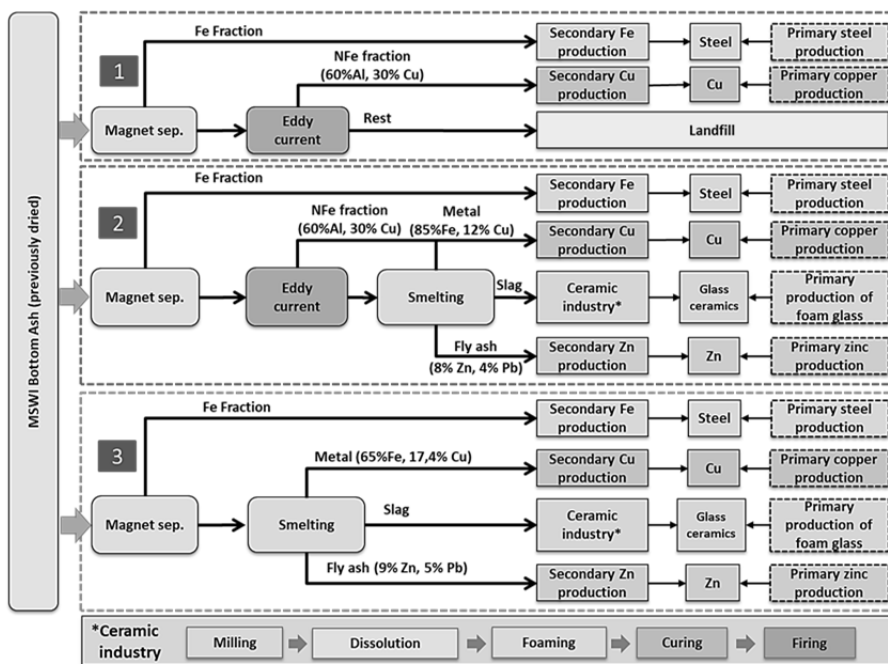 MSWI Bottom Ash (previously dried)
1
Fe Fraction
NFe fraction
(60%Al, 30% Cu)
Magnet sep.
Eddy
current
Rest
Secondary Fe
production
Steel
Primary steel
production
Secondary Cu
production
Cu
Primary copper
production
Landfill
2
Fe Fraction
NFe fraction
(60%Al, 30% Cu)
Metal
(85%Fe, 12% Cu)
Magnet sep.
Eddy
current
Smelting
Slag
Fly ash
(8% Zn, 4% Pb)
Secondary Fe
production
Steel
Primary steel
production
Secondary Cu
production
Cu
Primary copper
production
Ceramic
industry*
Glass
ceramics
Primary
production of
foam glass
Secondary Zn
production
Zn
Primary zinc
production
3
Fe Fraction
Metal (65%Fe, 17,4% Cu)
Magnet sep.
Smelting
Slag
Fly ash (9% Zn, 5% Pb)
Secondary Fe
production
Steel
Primary steel
production
Secondary Cu
production
Cu
Primary copper
production
Ceramic
industry*
Glass
ceramics
Primary
production
of foam glass
Secondary Zn
production
Zn
Primary zinc
production
*Ceramic
industry
Milling
Dissolution
Foaming
Curing
Firing